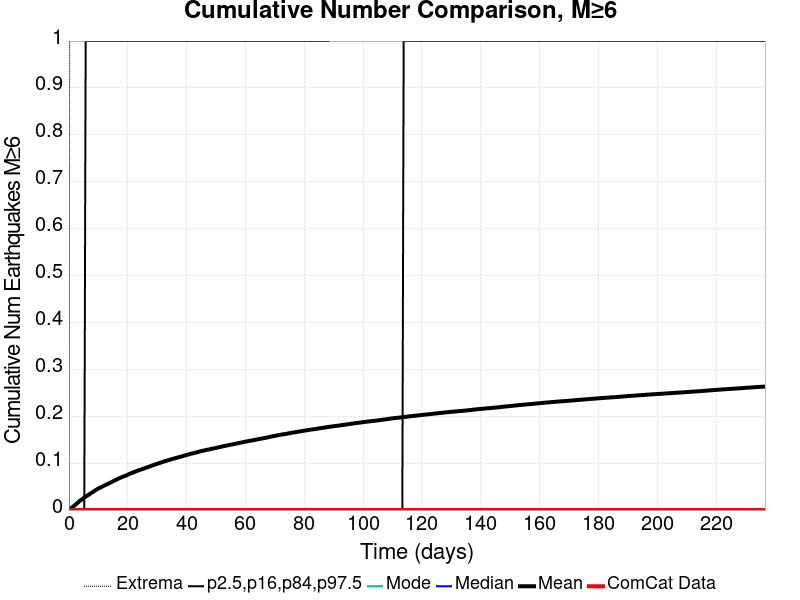 Cumulative Number Comparison, M≥6
Cumulative Num Earthquakes M≥6
1
0.9
0.8
0.7
0.6
0.5
0.4
0.3
0.2
0.1
0
0 20 40 60 80 100 120 140 160 180 200 220
Time (days)
Extrema p2.5,p16,p84,p97.5 Mode Median Mean ComCat Data